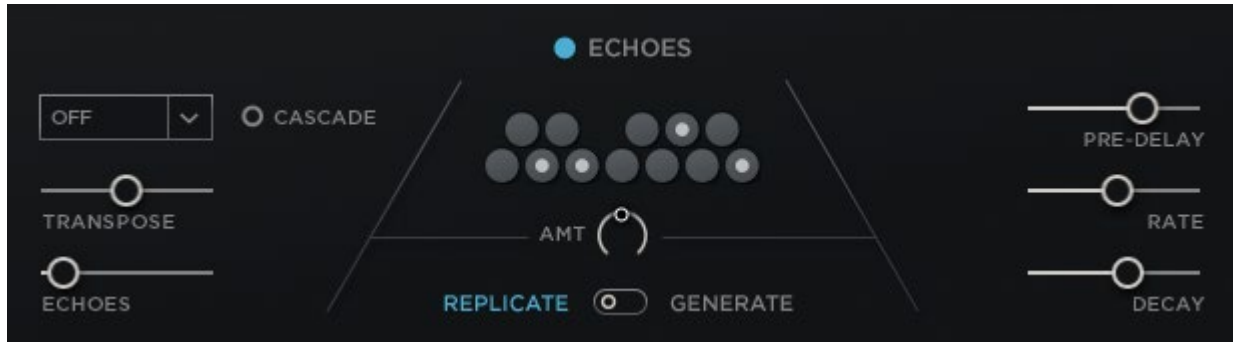 ECHOES
OFF
CASCADE
PRE-DELAY
TRANSPOSE
RATE
AMT
ECHOES
REPLICATE GENERATE
DECAY